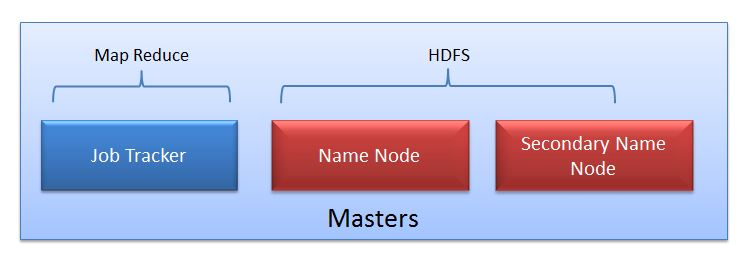 Map Reduce
HDFS
Job Tracker
Name Node
Secondary Name
Node
Masters